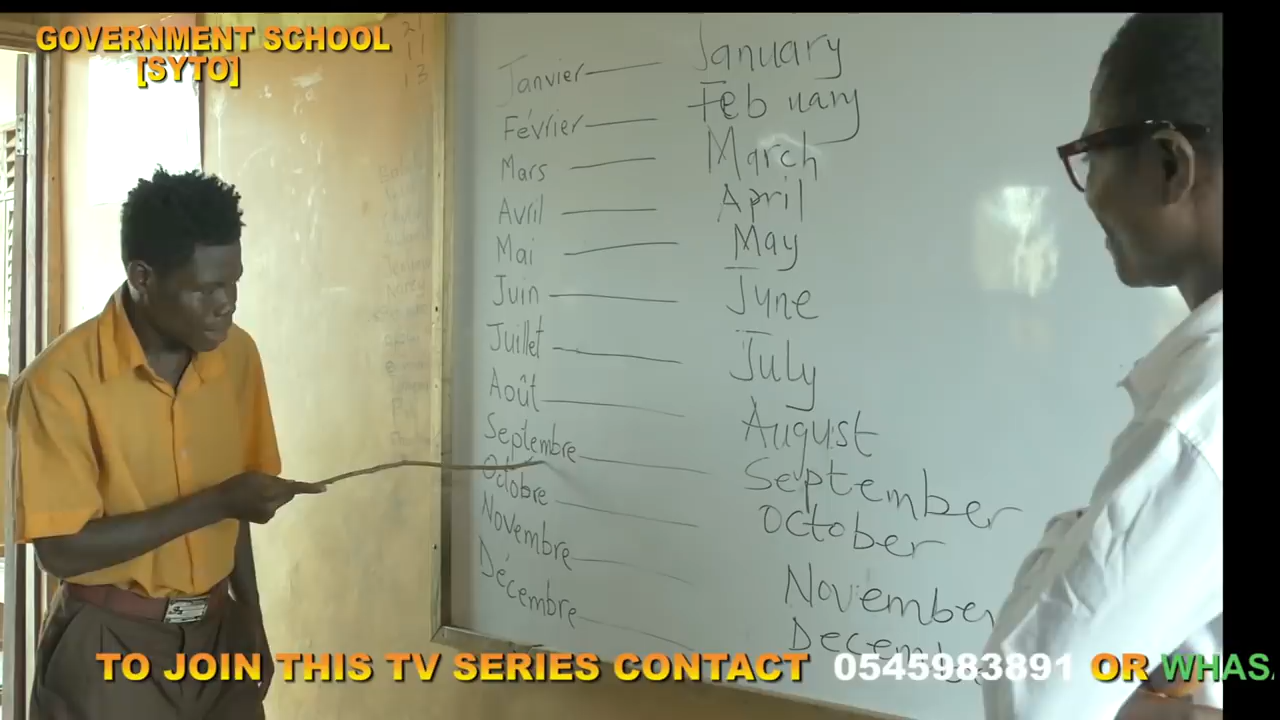 GOVERNMENT SCHOOL
[SYTO]
Janvier January
Février Feb uary
Mars March
Avril April
Mai May
Juin June
Juillet July
Août August
Septembre September
Octobre October
Novembre November
Décembre
TO JOIN THIS TV SERIES CONTACT 0545983891 OR WHAS